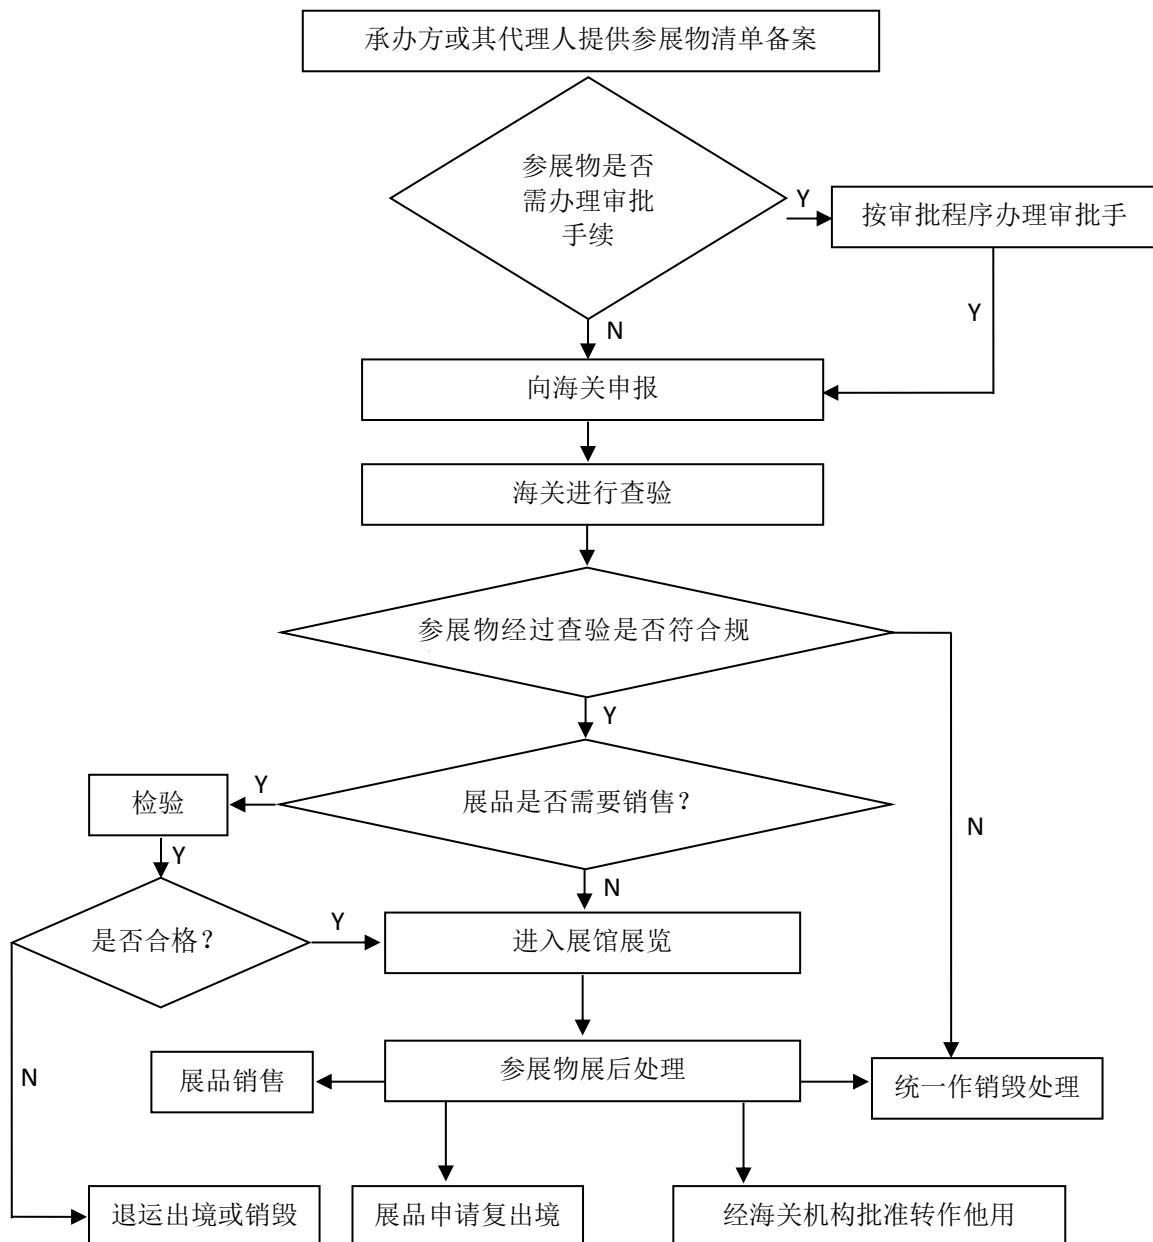 承办方或其代理人提供参展物清单备案
参展物是否
需办理审批
手续
Y
按审批程序办理审批手
Y
N
向海关申报
海关进行查验
参展物经过查验是否符合规
Y
Y
展品是否需要销售？
检验
N
Y
N
是否合格？
Y
进入展馆展览
N
参展物展后处理
展品销售
统一作销毁处理
退运出境或销毁
展品申请复出境
经海关机构批准转作他用